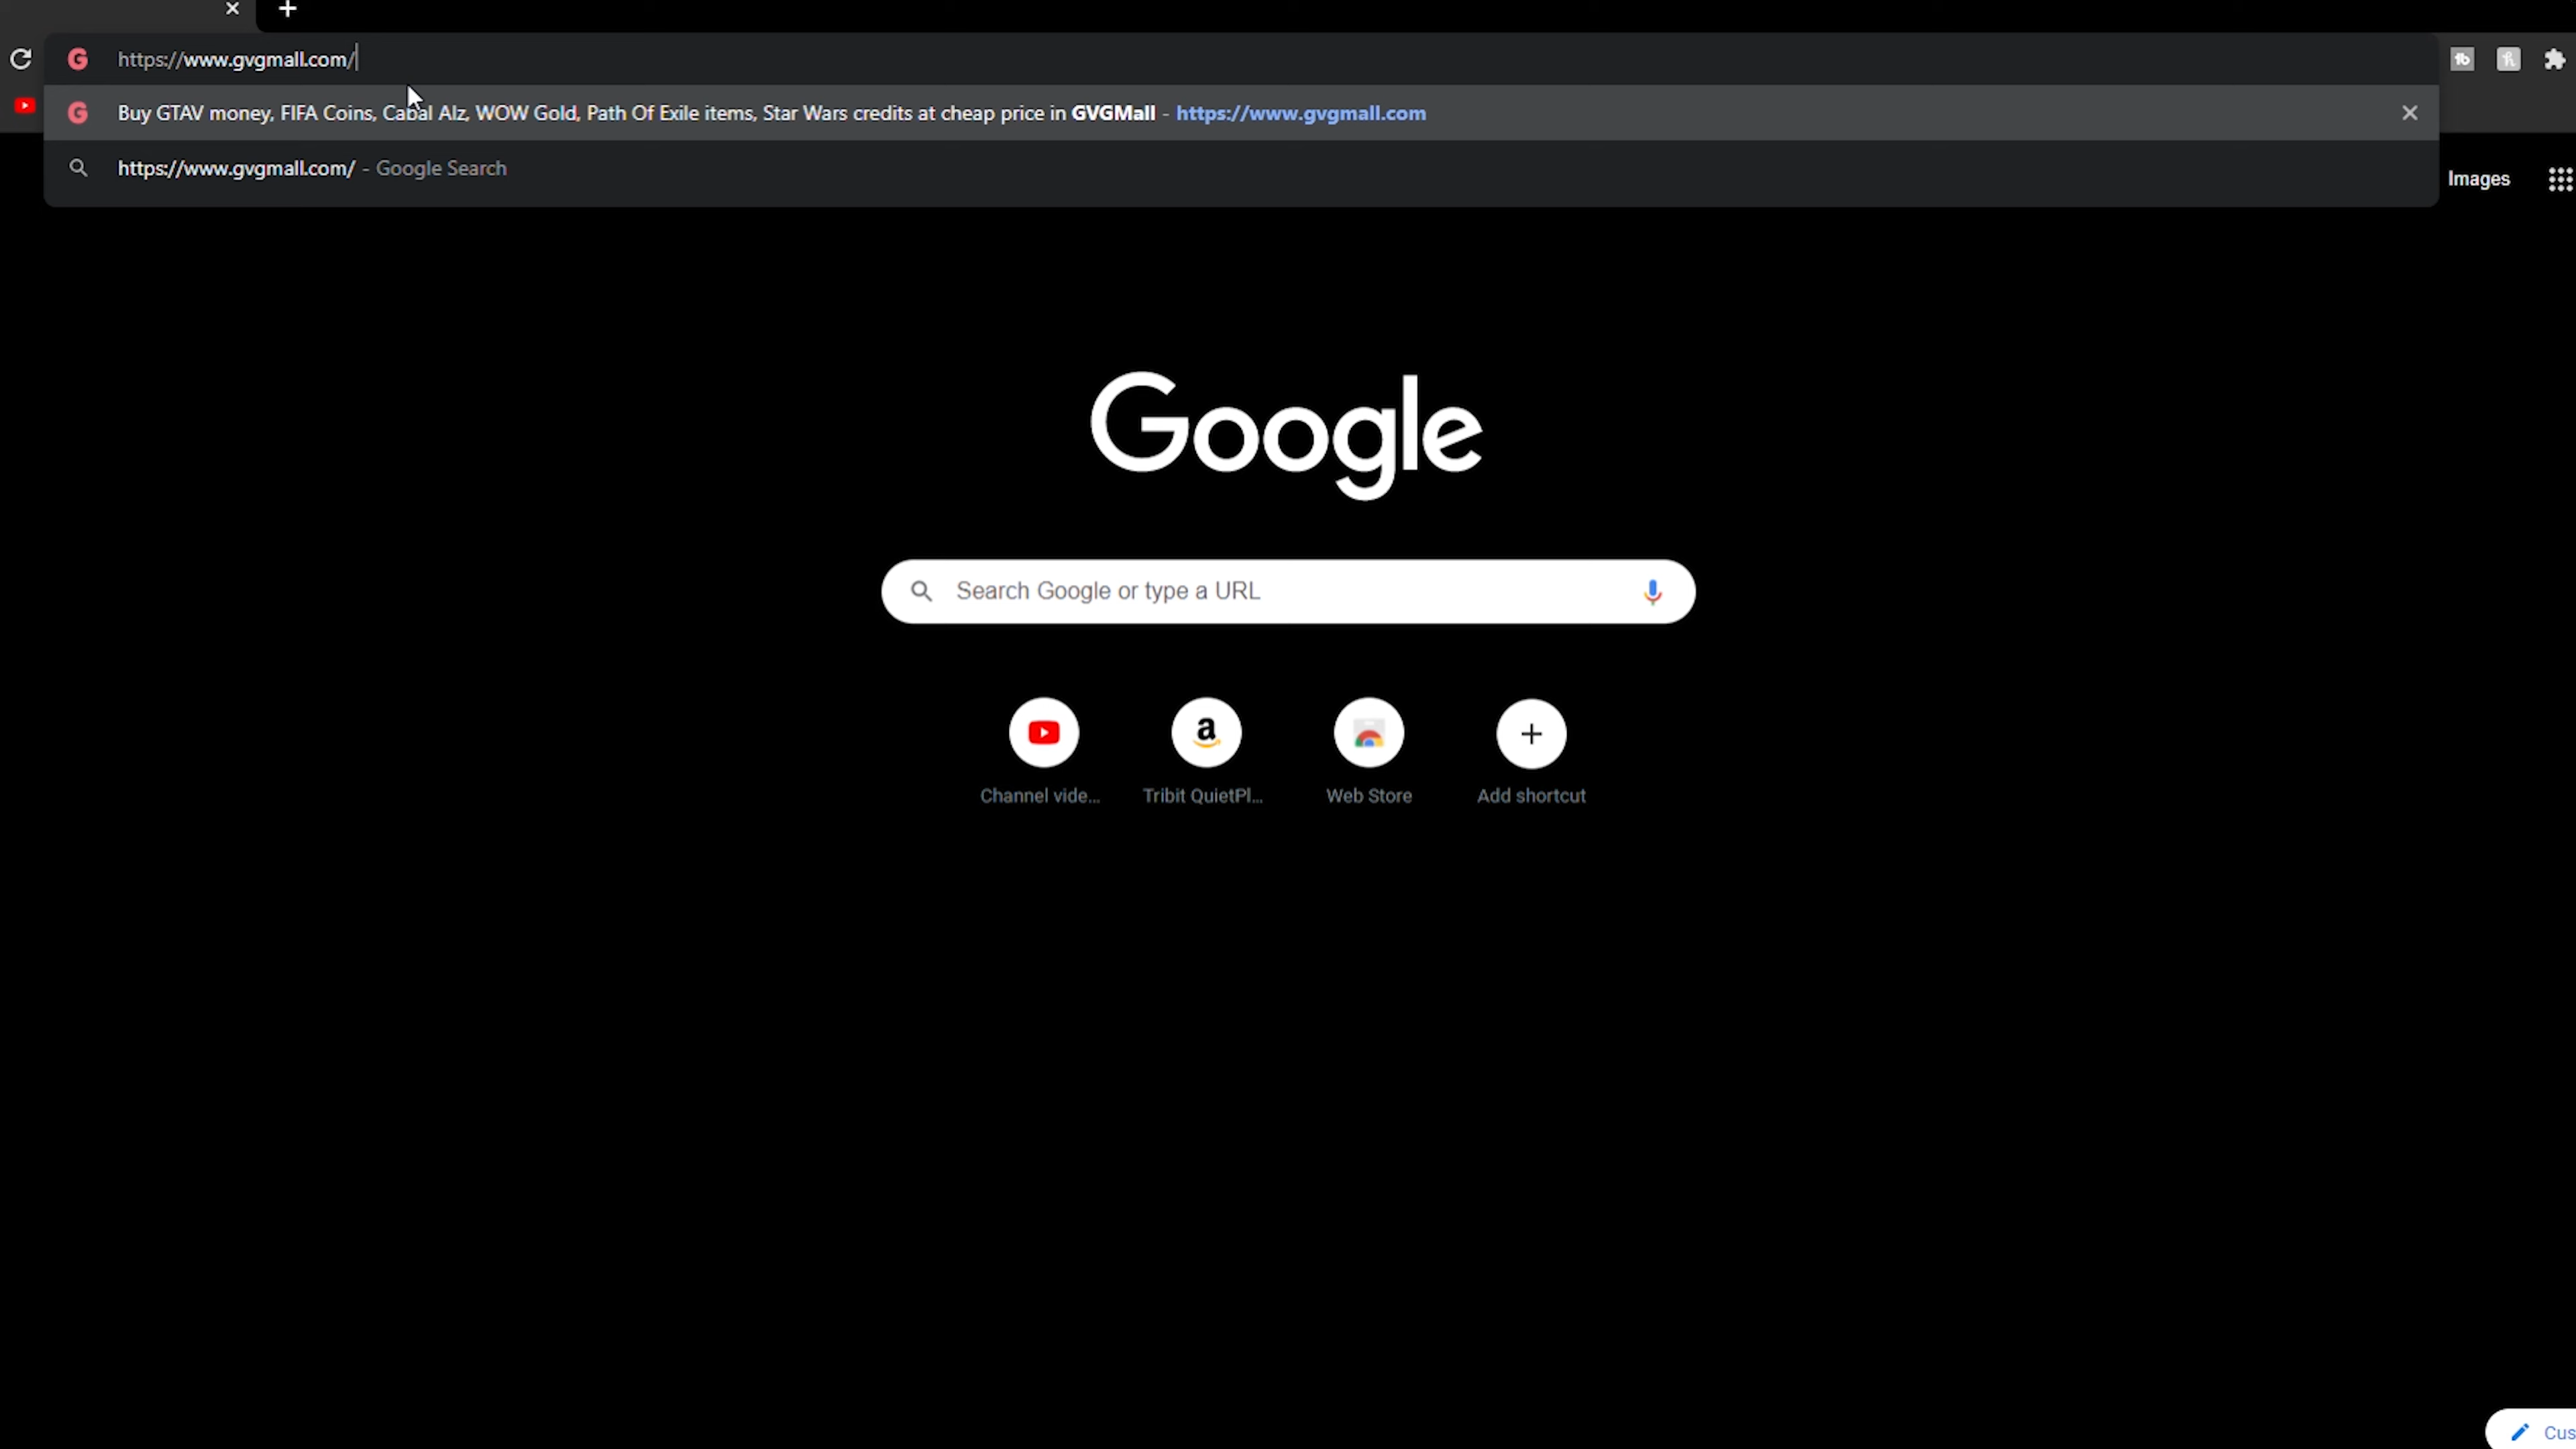 https://www.gvgmall.com/
Buy GTAV money, FIFA Coins, Cabal Alz, WOW Gold, Path Of Exile items, Star Wars credits at cheap price in GVGMall - https://www.gvgmall.com
https://www.gvgmall.com/ - Google Search
Images
Google
Search Google or type a URL
a
Channel vide...
Tribit QuietPl...
Web Store
Add shortcut
Cus